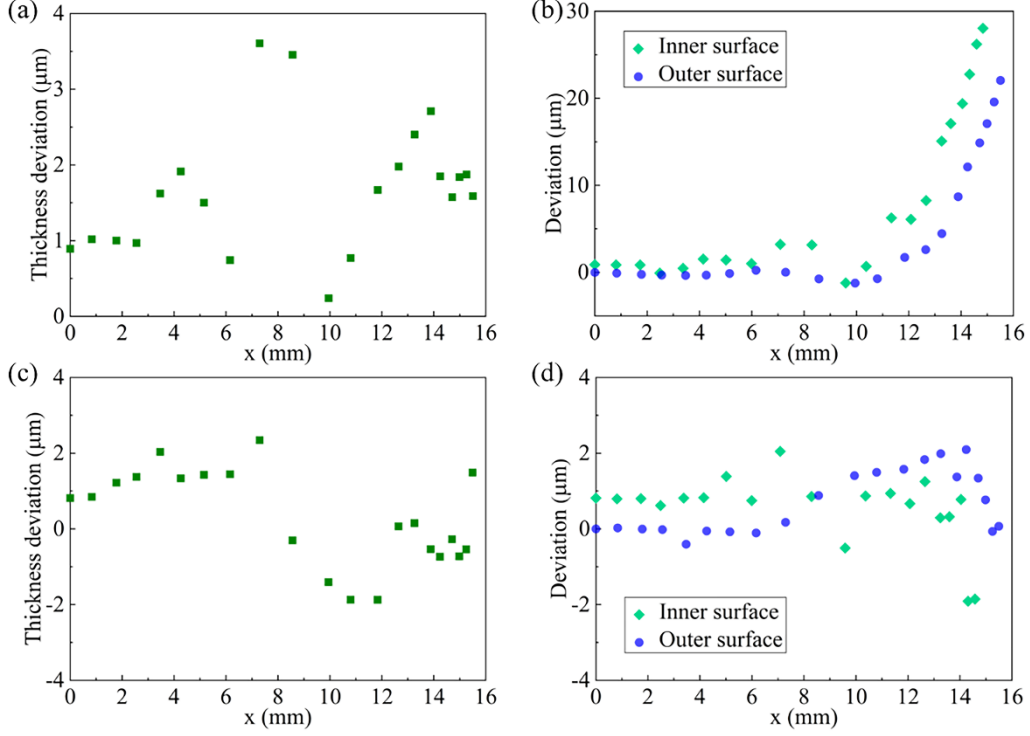 (a)
4
3
2
1
0
Thickness deviation (μm)
0 2 4 6 8 10 12 14 16
x (mm)
(b)
30
20
10
0
Deviation (μm)
Inner surface
Outer surface
0 2 4 6 8 10 12 14 16
x (mm)
(c)
4
2
0
-2
-4
Thickness deviation (μm)
0 2 4 6 8 10 12 14 16
x (mm)
(d)
4
2
0
-2
-4
Deviation (μm)
Inner surface
Outer surface
0 2 4 6 8 10 12 14 16
x (mm)